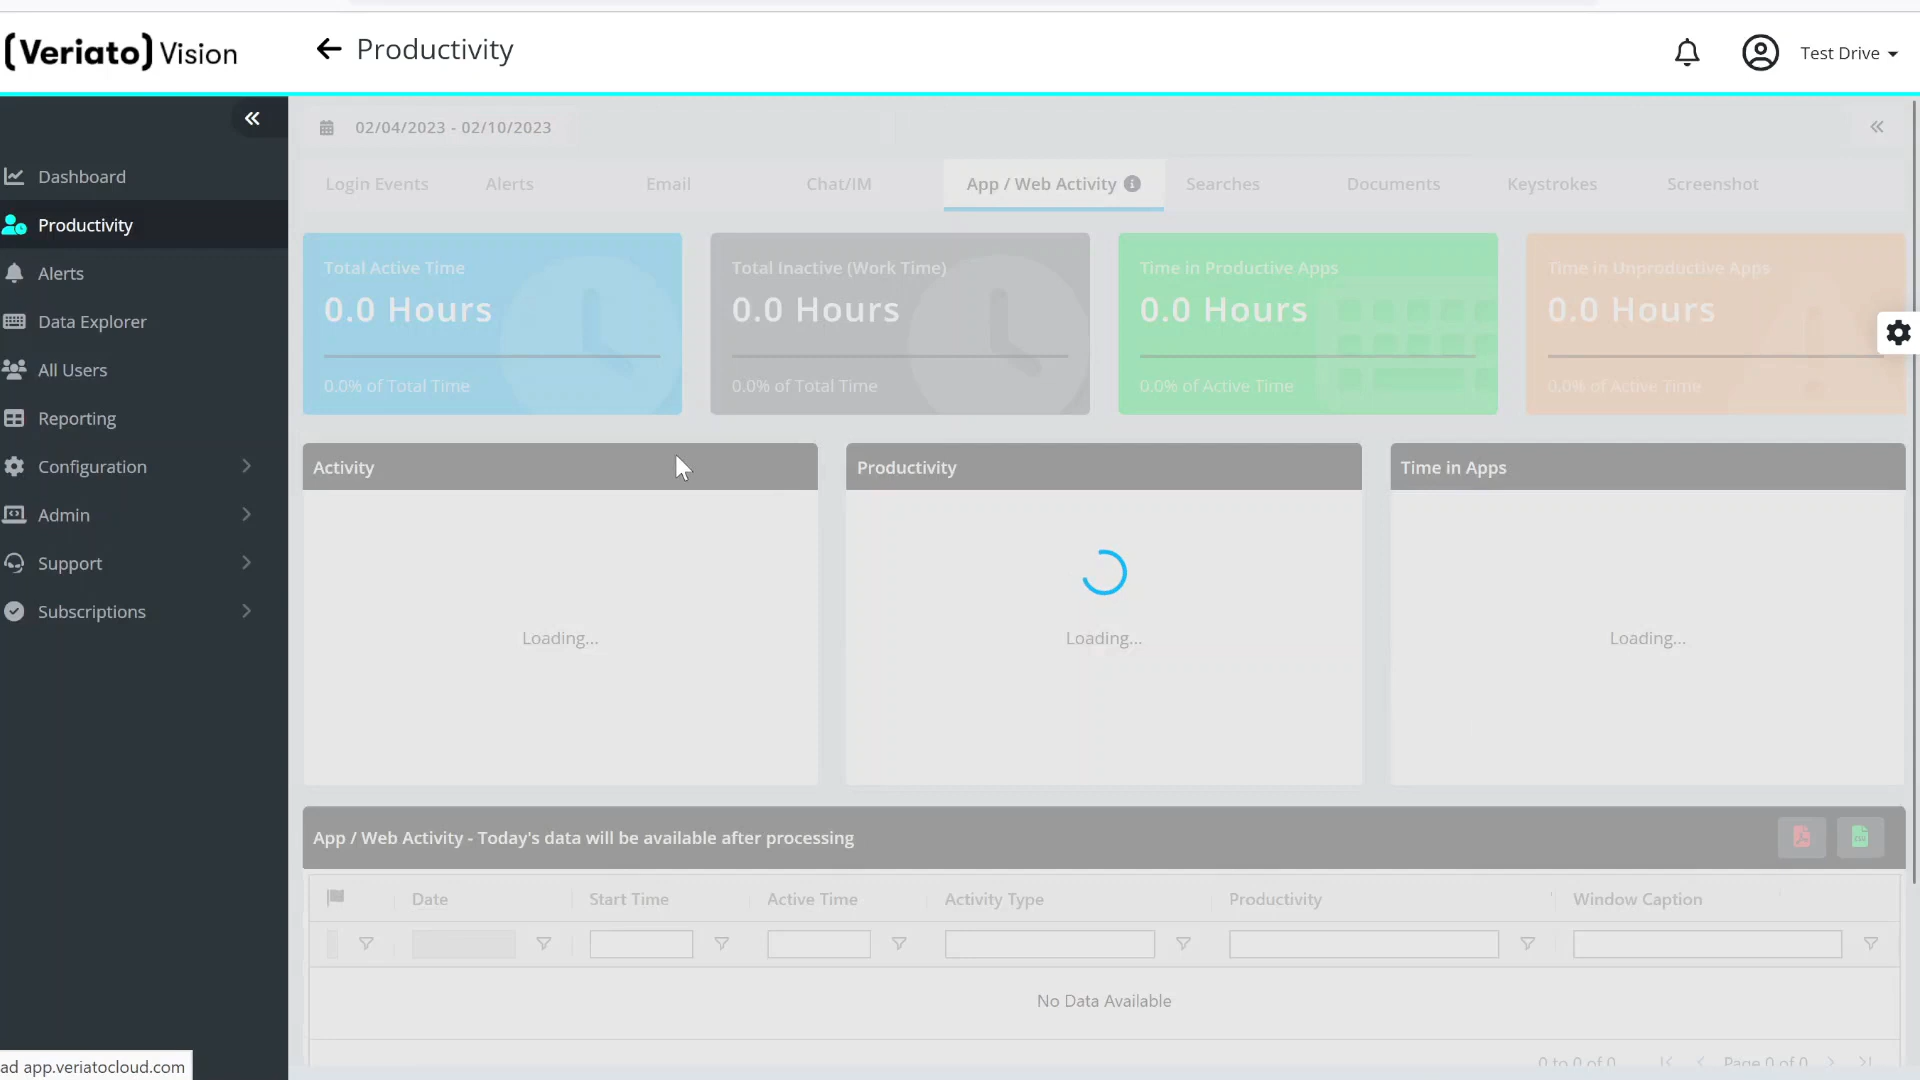 (Veriato) Vision
Productivity
Test Drive
02/04/2023 - 02/10/2023
Dashboard
Productivity
Alerts
Data Explorer
All Users
Reporting
Configuration
Admin
Support
Subscriptions
Login Events Alerts Email Chat/IM App / Web Activity Searches Documents Keystrokes Screenshot
Total Active Time
0.0 Hours
0.0% of Total Time
Total Inactive (Work Time)
0.0 Hours
0.0% of Total Time
Time in Productive Apps
0.0 Hours
0.0% of Active Time
Time in Unproductive Apps
0.0 Hours
0.0% of Active Time
Activity
Loading...
Productivity
Loading...
Time in Apps
Loading...
App / Web Activity - Today's data will be available after processing
Date Start Time Active Time Activity Type Productivity Window Caption
No Data Available
0 to 0 of 0 Page 0 of 0
ad app.veriatocloud.com